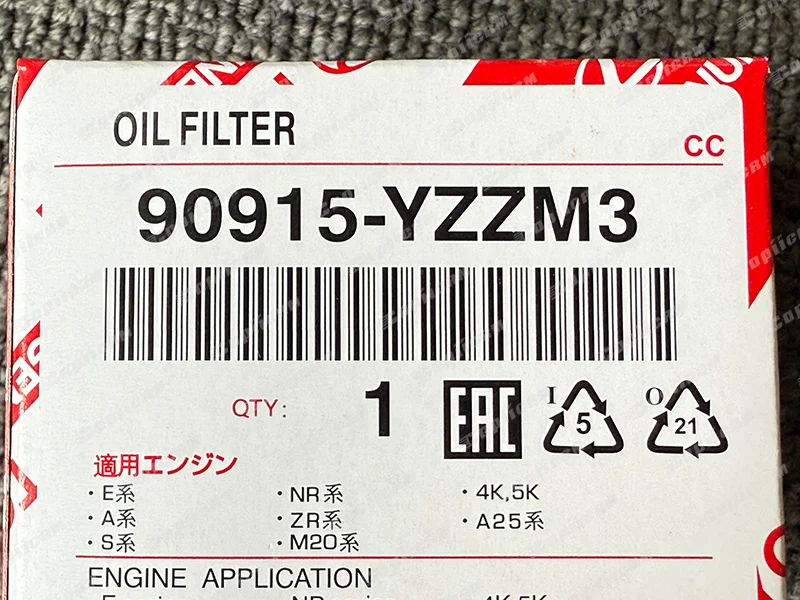 OIL FILTER
CC
90915-YZZM3
QTY: 1
EAC
I 5
O 21
適用エンジン
・E系 ・NR系 ・4K,5K
・A系 ・ZR系 ・A25系
・S系 ・M20系
ENGINE APPLICATION